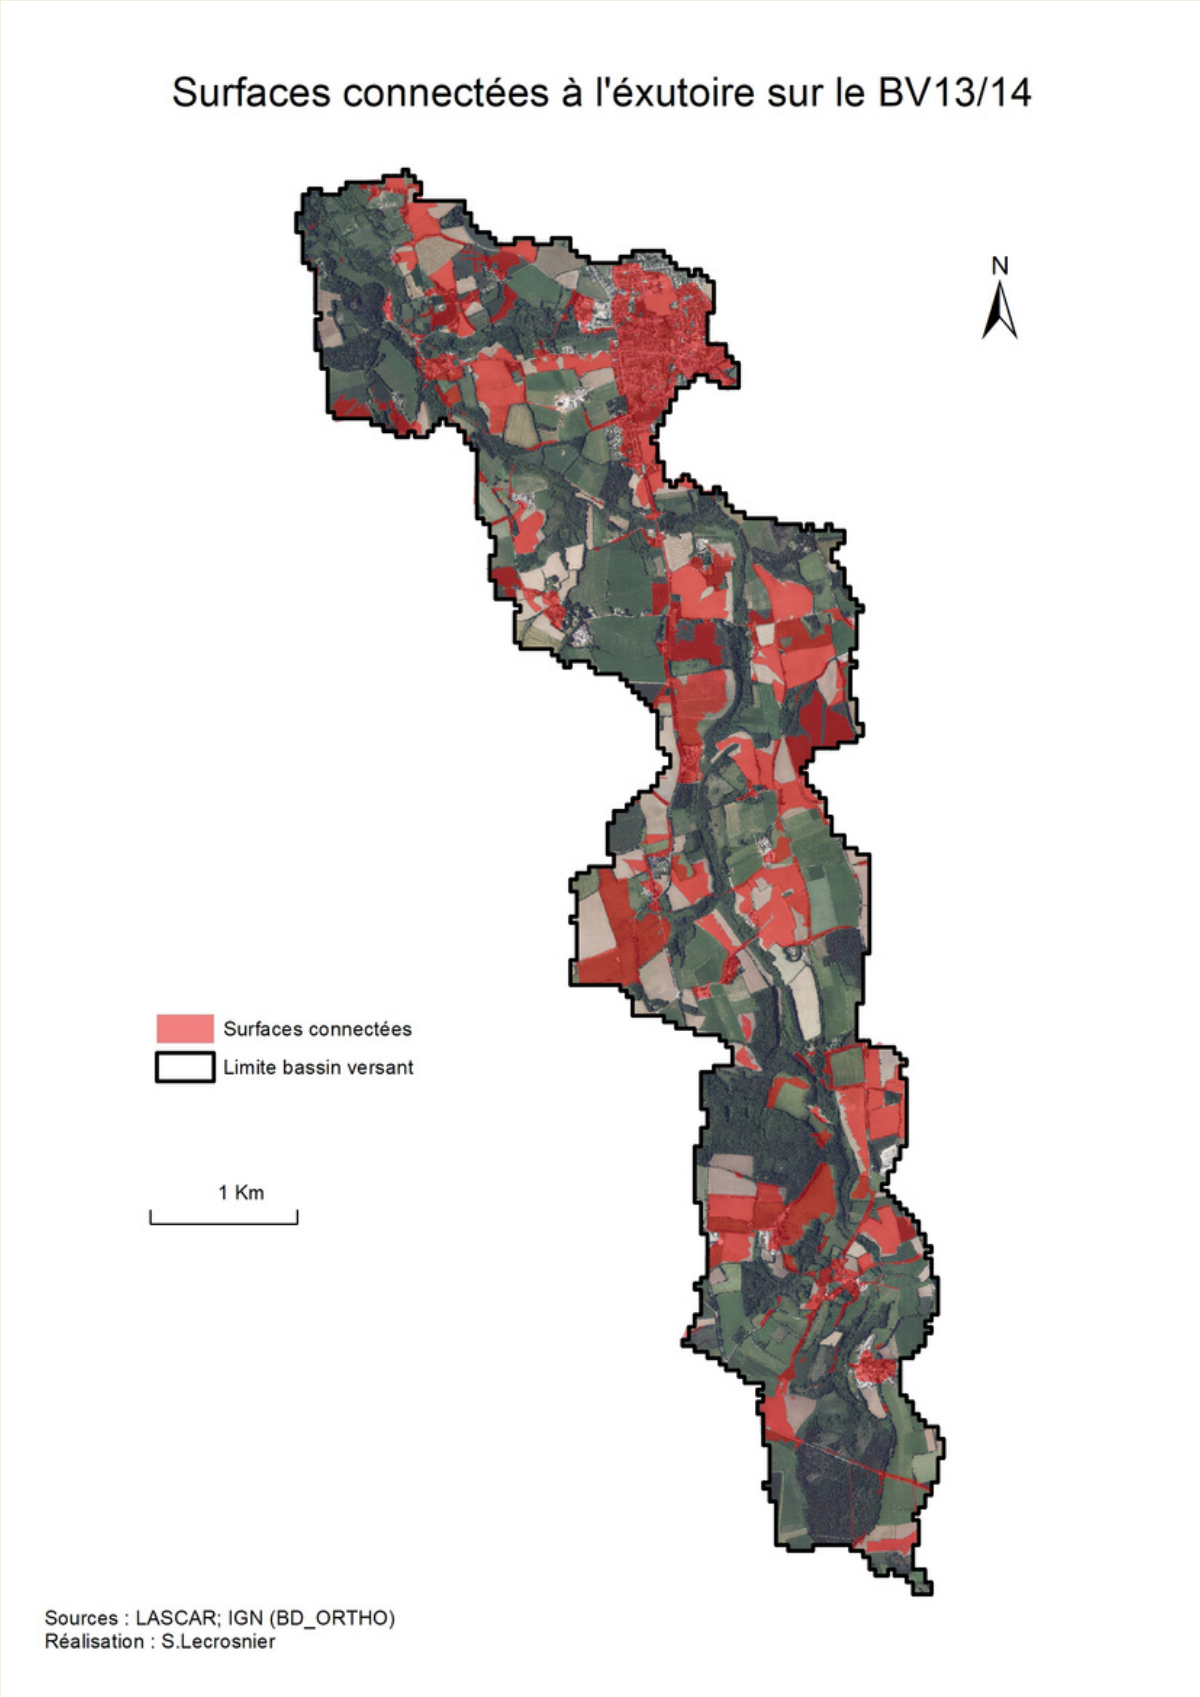 Surfaces connectées à l'éxutoire sur le BV13/14
N
Surfaces connectées
Limite bassin versant
1 Km
Sources : LASCAR; IGN (BD_ORTHO)
Réalisation : S.Lecrosnier